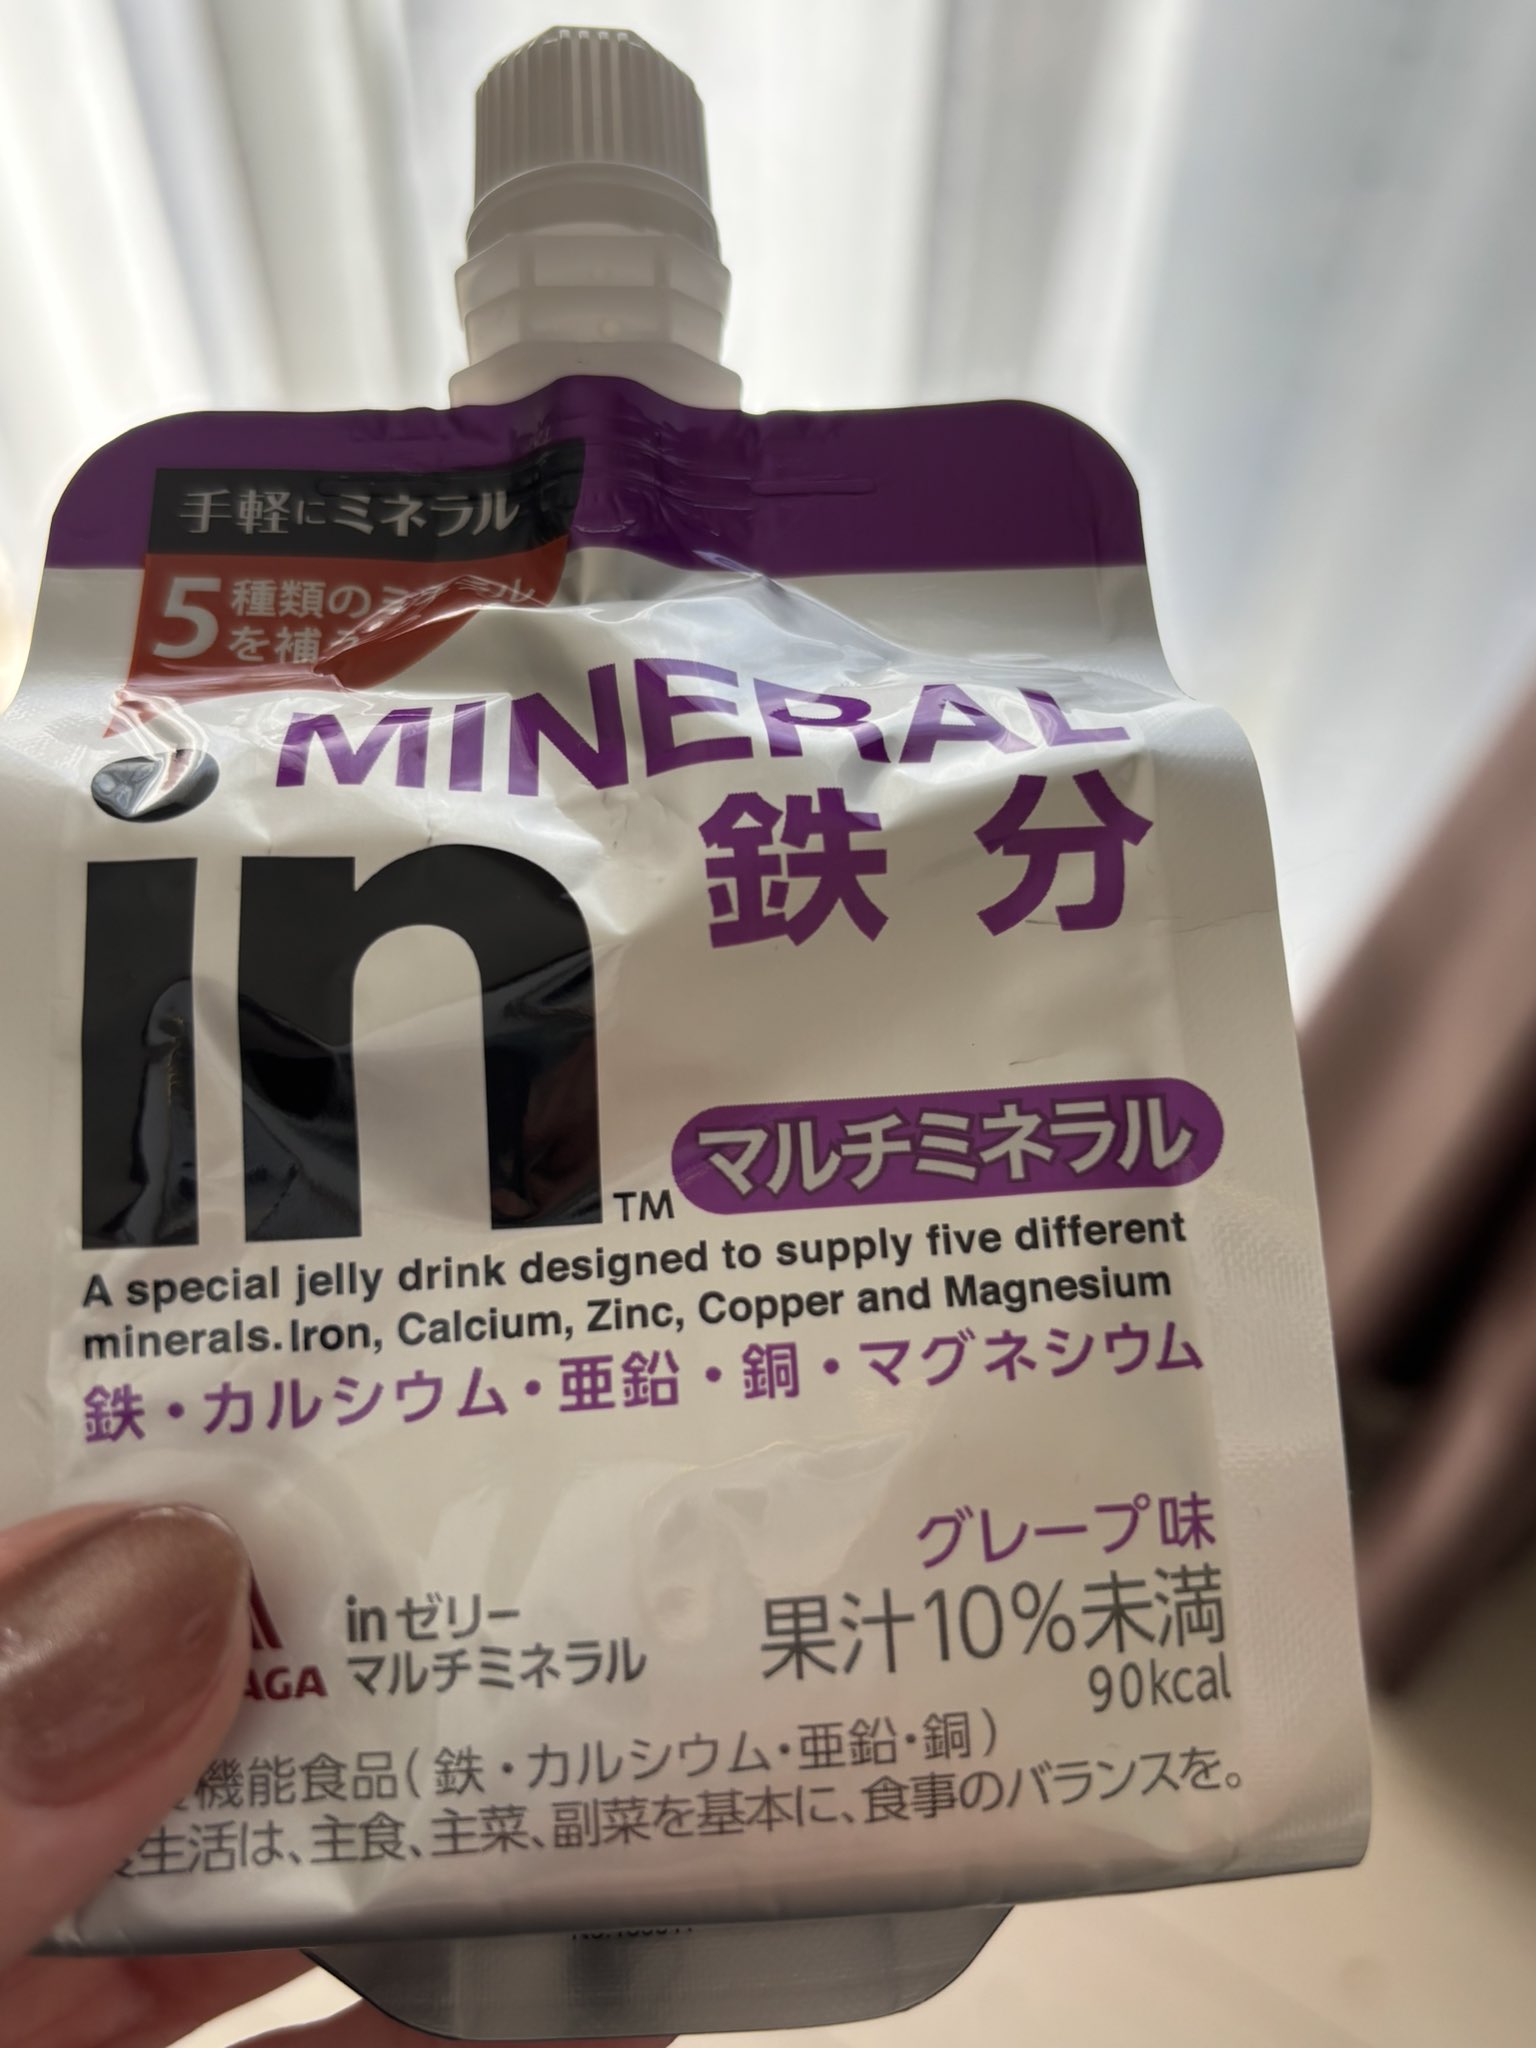 手軽にミネラル
5種類のミネラル
を補う
MINERAL
鉄分
in
TM
マルチミネラル
A special jelly drink designed to supply five different
minerals. Iron, Calcium, Zinc, Copper and Magnesium
鉄・カルシウム・亜鉛・銅・マグネシウム
グレープ味
果汁10%未満
90kcal
inゼリー
マルチミネラル
AGA
機能食品(鉄・カルシウム・亜鉛・銅)
生活は、主食、主菜、副菜を基本に、食事のバランスを。